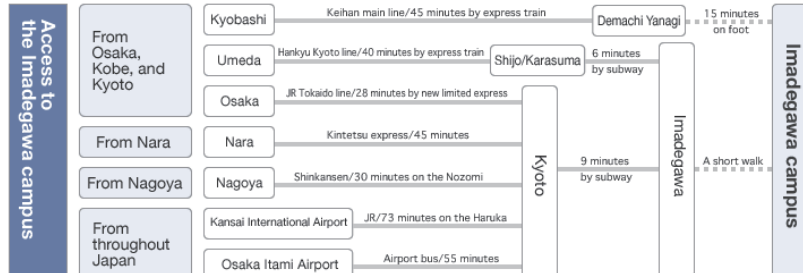 Access to
the Imadegawa campus
From
Osaka,
Kobe, and
Kyoto
Kyobashi
Keihan main line/45 minutes by express train
Demachi Yanagi
15 minutes
on foot
Umeda
Hankyu Kyoto line/40 minutes by express train
Shijo/Karasuma
6 minutes
by subway
Osaka
JR Tokaido line/28 minutes by new limited express
From Nara
Nara
Kintetsu express/45 minutes
From Nagoya
Nagoya
Shinkansen/30 minutes on the Nozomi
From
throughout
Japan
Kansai International Airport
JR/73 minutes on the Haruka
Osaka Itami Airport
Airport bus/55 minutes
Kyoto
9 minutes
by subway
Imadegawa
A short walk
Imadegawa campus